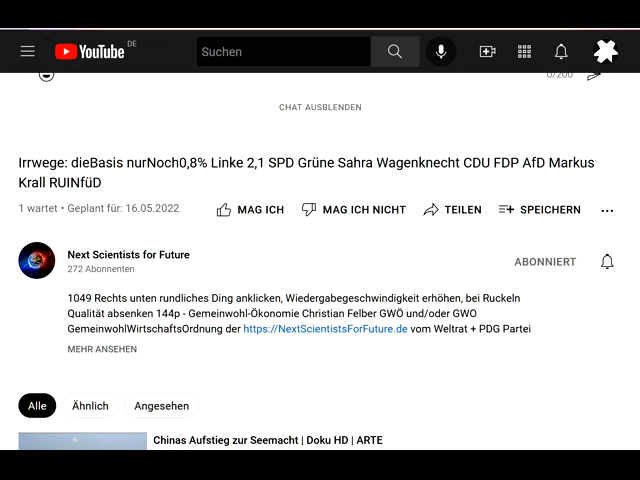 YouTube DE
Suchen
0/200
CHAT AUSBLENDEN
Irrwege: dieBasis nurNoch0,8% Linke 2,1 SPD Grüne Sahra Wagenknecht CDU FDP AfD Markus
Krall RUINfüD
1 wartet • Geplant für: 16.05.2022
MAG ICH
MAG ICH NICHT
TEILEN
SPEICHERN
Next Scientists for Future
272 Abonnenten
ABONNIERT
1049 Rechts unten rundliches Ding anklicken, Wiedergabegeschwindigkeit erhöhen, bei Ruckeln
Qualität absenken 144p - Gemeinwohl-Ökonomie Christian Felber GWÖ und/oder GWO
GemeinwohlWirtschaftsOrdnung der https://NextScientistsForFuture.de vom Weltrat + PDG Partei
MEHR ANSEHEN
Alle
Ähnlich
Angesehen
Chinas Aufstieg zur Seemacht | Doku HD | ARTE